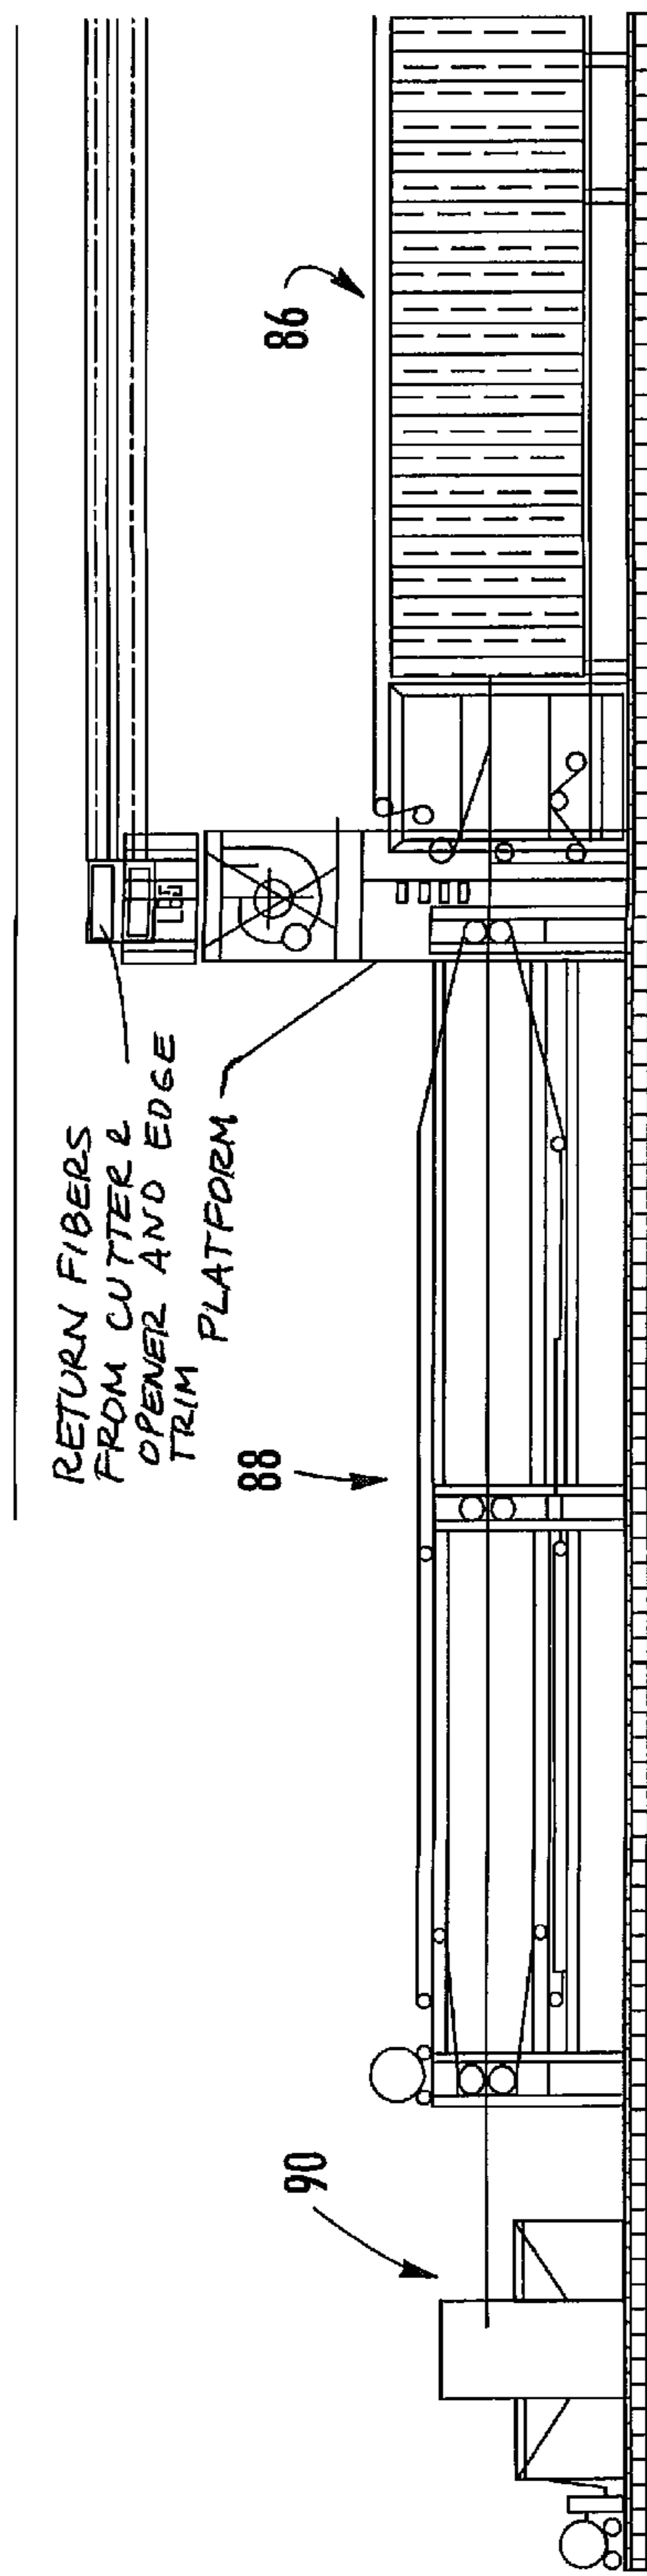 RETURN FIBERS
FROM CUTTER &
OPENER AND EDGE
TRIM
PLATFORM
86
88
90